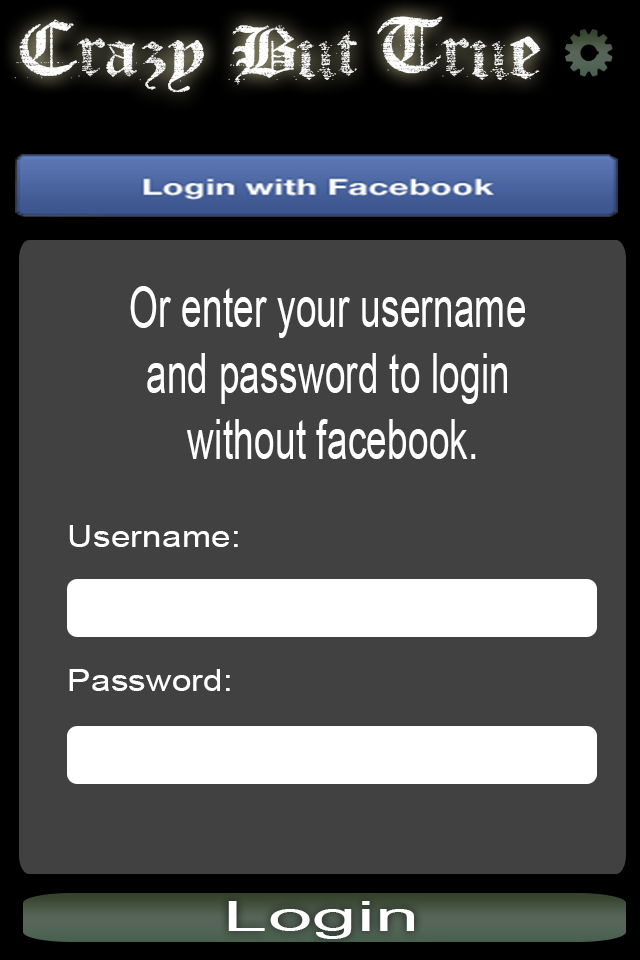 Crazy But True
Login with Facebook
Or enter your username
and password to login
without facebook.
Username:
Password:
Login